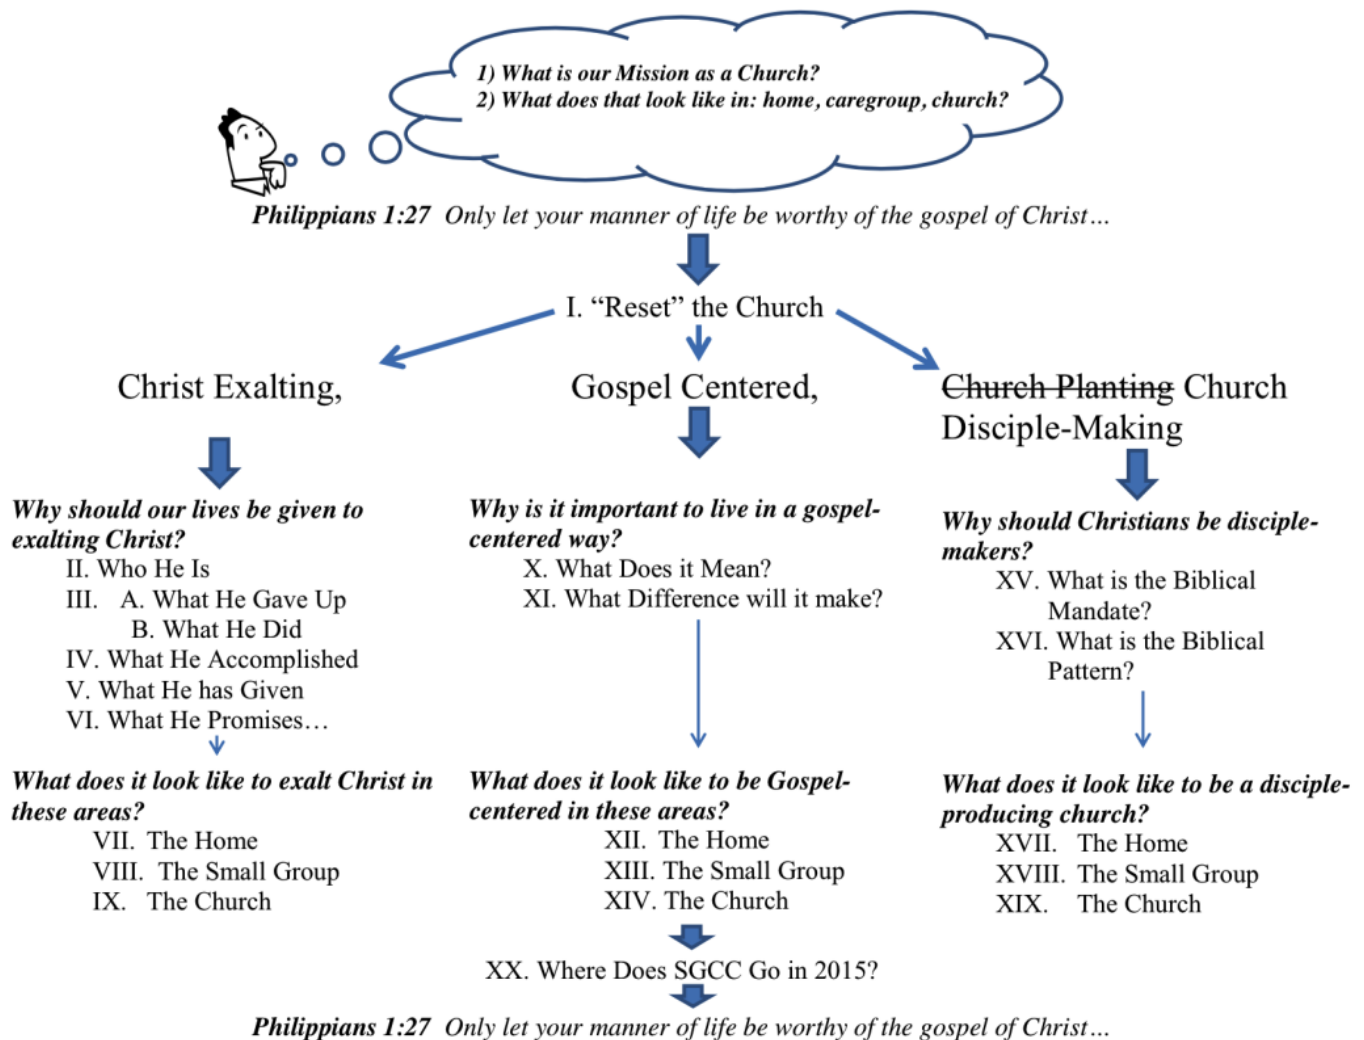 1) What is our Mission as a Church?
2) What does that look like in: home, caregroup, church?
Philippians 1:27 Only let your manner of life be worthy of the gospel of Christ…
I. “Reset” the Church
Christ Exalting,
Gospel Centered,
Church Planting Church
Disciple-Making
Why should our lives be given to
exalting Christ?
II. Who He Is
III. A. What He Gave Up
B. What He Did
IV. What He Accomplished
V. What He has Given
VI. What He Promises…
What does it look like to exalt Christ in
these areas?
VII. The Home
VIII. The Small Group
IX. The Church
Why is it important to live in a gospel-
centered way?
X. What Does it Mean?
XI. What Difference will it make?
What does it look like to be Gospel-
centered in these areas?
XII. The Home
XIII. The Small Group
XIV. The Church
Why should Christians be disciple-
makers?
XV. What is the Biblical
Mandate?
XVI. What is the Biblical
Pattern?
What does it look like to be a disciple-
producing church?
XVII. The Home
XVIII. The Small Group
XIX. The Church
XX. Where Does SGCC Go in 2015?
Philippians 1:27 Only let your manner of life be worthy of the gospel of Christ…